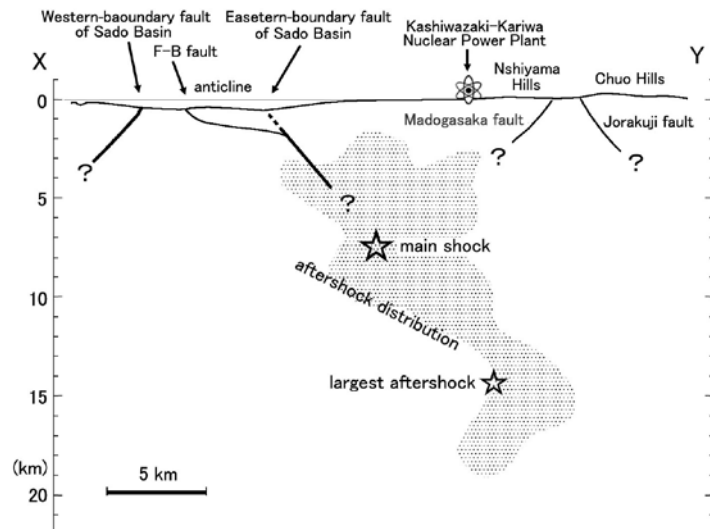 Western-baoundary fault
of Sado Basin
Easetern-boundary fault
of Sado Basin
Kashiwazaki-Kariwa
Nuclear Power Plant
X
F-B fault
anticline
Nshiyama
Hills
Chuo Hills
Y
0
Madogasaka fault
Jorakuji fault
?
?
?
?
5
main shock
aftershock distribution
10
largest aftershock
15
(km)
5 km
20